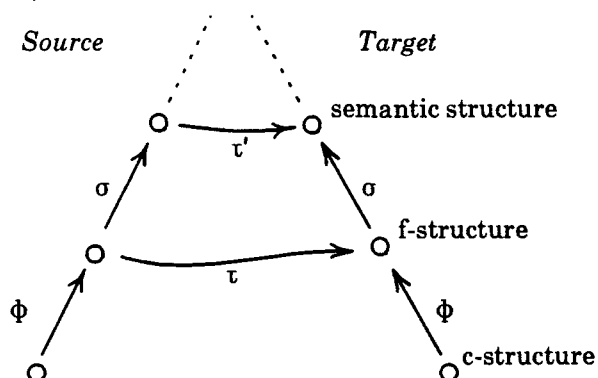 Source Target
semantic structure
τ'
σ σ
f-structure
τ
Φ Φ
c-structure